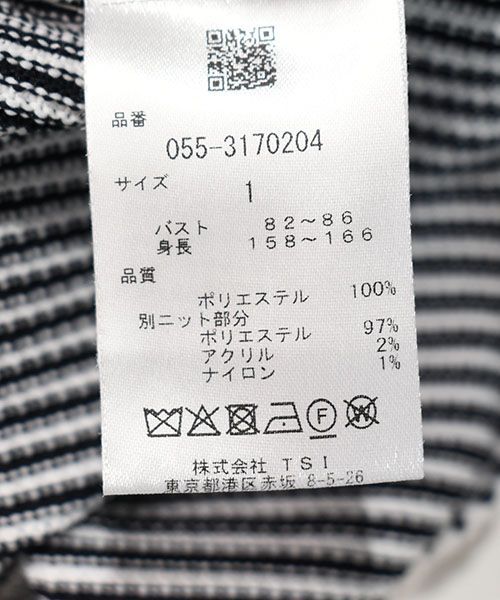 品番
055-3170204
サイズ
1
バスト 82～86
身長 158～166
品質
ポリエステル 100%
別ニット部分
ポリエステル 97%
アクリル 2%
ナイロン 1%
F W
株式会社 TSI
東京都港区赤坂 8-5-26